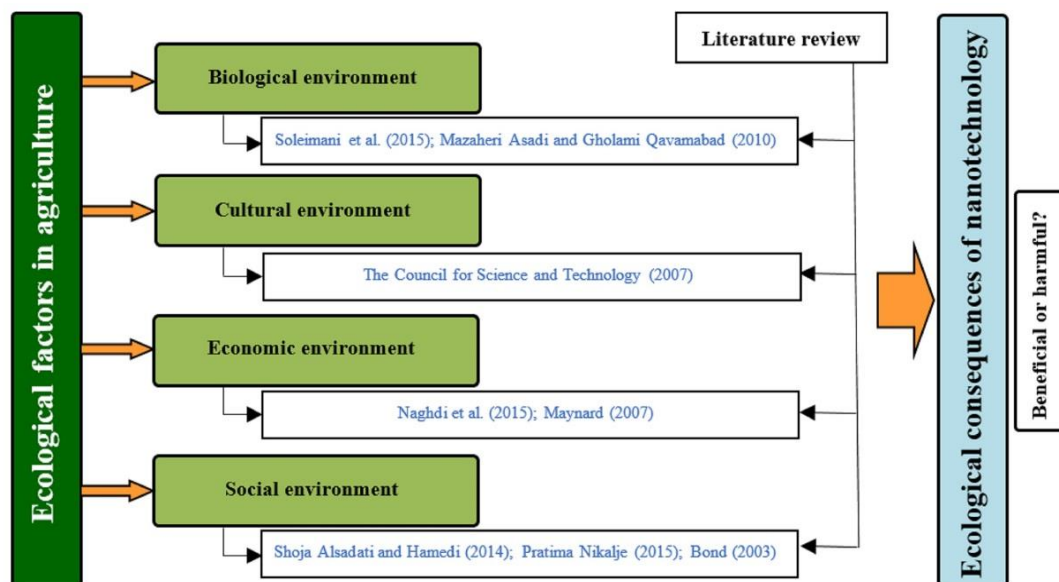 Ecological factors in agriculture
Literature review
Biological environment
Soleimani et al. (2015); Mazaheri Asadi and Gholami Qavamabad (2010)
Cultural environment
The Council for Science and Technology (2007)
Economic environment
Naghdi et al. (2015); Maynard (2007)
Social environment
Shoja Alsadati and Hamedi (2014); Pratima Nikalje (2015); Bond (2003)
Ecological consequences of nanotechnology
Beneficial or harmful?